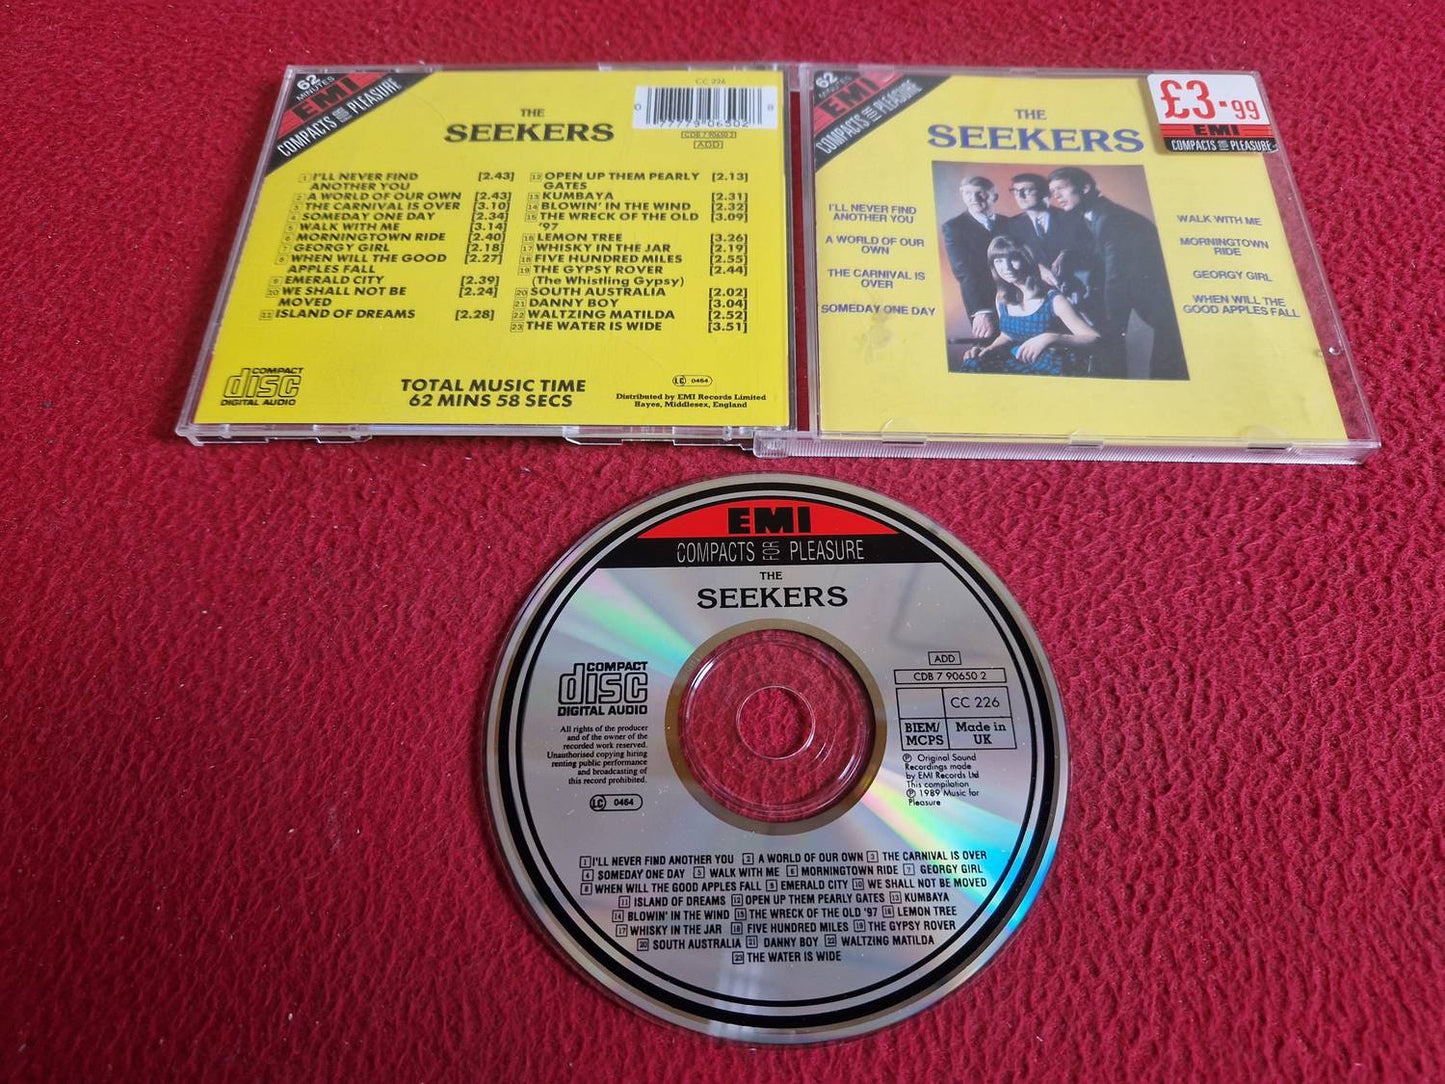 62
MINUTES
EMI
COMPACTS FOR PLEASURE
CC 226
0 77779 06502 8
CDB 7 90650 2
ADD
THE
SEEKERS
1 I'LL NEVER FIND ANOTHER YOU [2.43]
2 A WORLD OF OUR OWN [2.43]
3 THE CARNIVAL IS OVER [3.10]
4 SOMEDAY ONE DAY [2.34]
5 WALK WITH ME [3.14]
6 MORNINGTOWN RIDE [2.40]
7 GEORGY GIRL [2.18]
8 WHEN WILL THE GOOD APPLES FALL [2.27]
9 EMERALD CITY [2.39]
10 WE SHALL NOT BE MOVED [2.24]
11 ISLAND OF DREAMS [2.28]
12 OPEN UP THEM PEARLY GATES [2.13]
13 KUMBAYA [2.31]
14 BLOWIN' IN THE WIND [2.32]
15 THE WRECK OF THE OLD '97 [3.09]
16 LEMON TREE [3.26]
17 WHISKY IN THE JAR [2.19]
18 FIVE HUNDRED MILES [2.55]
19 THE GYPSY ROVER [2.44]
(The Whistling Gypsy)
20 SOUTH AUSTRALIA [2.02]
21 DANNY BOY [3.04]
22 WALTZING MATILDA [2.52]
23 THE WATER IS WIDE [3.51]
COMPACT
disc
DIGITAL AUDIO
TOTAL MUSIC TIME
62 MINS 58 SECS
LC 0464
Distributed by EMI Records Limited
Hayes, Middlesex, England
62
MINUTES
EMI
COMPACTS FOR PLEASURE
£3.99
EMI
COMPACTS FOR PLEASURE
THE
SEEKERS
I'LL NEVER FIND
ANOTHER YOU
A WORLD OF OUR
OWN
THE CARNIVAL IS
OVER
SOMEDAY ONE DAY
WALK WITH ME
MORNINGTOWN
RIDE
GEORGY GIRL
WHEN WILL THE
GOOD APPLES FALL
EMI
COMPACTS FOR PLEASURE
THE
SEEKERS
COMPACT
disc
DIGITAL AUDIO
All rights of the producer
and of the owner of the
recorded work reserved.
Unauthorised copying hiring
renting public performance
and broadcasting of
this record prohibited.
LC 0464
ADD
CDB 7 90650 2
CC 226
BIEM/
MCPS
Made in
UK
℗ Original Sound
Recordings made
by EMI Records Ltd
This compilation
℗ 1989 Music for
Pleasure
1 I'LL NEVER FIND ANOTHER YOU 2 A WORLD OF OUR OWN 3 THE CARNIVAL IS OVER
4 SOMEDAY ONE DAY 5 WALK WITH ME 6 MORNINGTOWN RIDE 7 GEORGY GIRL
8 WHEN WILL THE GOOD APPLES FALL 9 EMERALD CITY 10 WE SHALL NOT BE MOVED
11 ISLAND OF DREAMS 12 OPEN UP THEM PEARLY GATES 13 KUMBAYA
14 BLOWIN' IN THE WIND 15 THE WRECK OF THE OLD '97 16 LEMON TREE
17 WHISKY IN THE JAR 18 FIVE HUNDRED MILES 19 THE GYPSY ROVER
20 SOUTH AUSTRALIA 21 DANNY BOY 22 WALTZING MATILDA
23 THE WATER IS WIDE